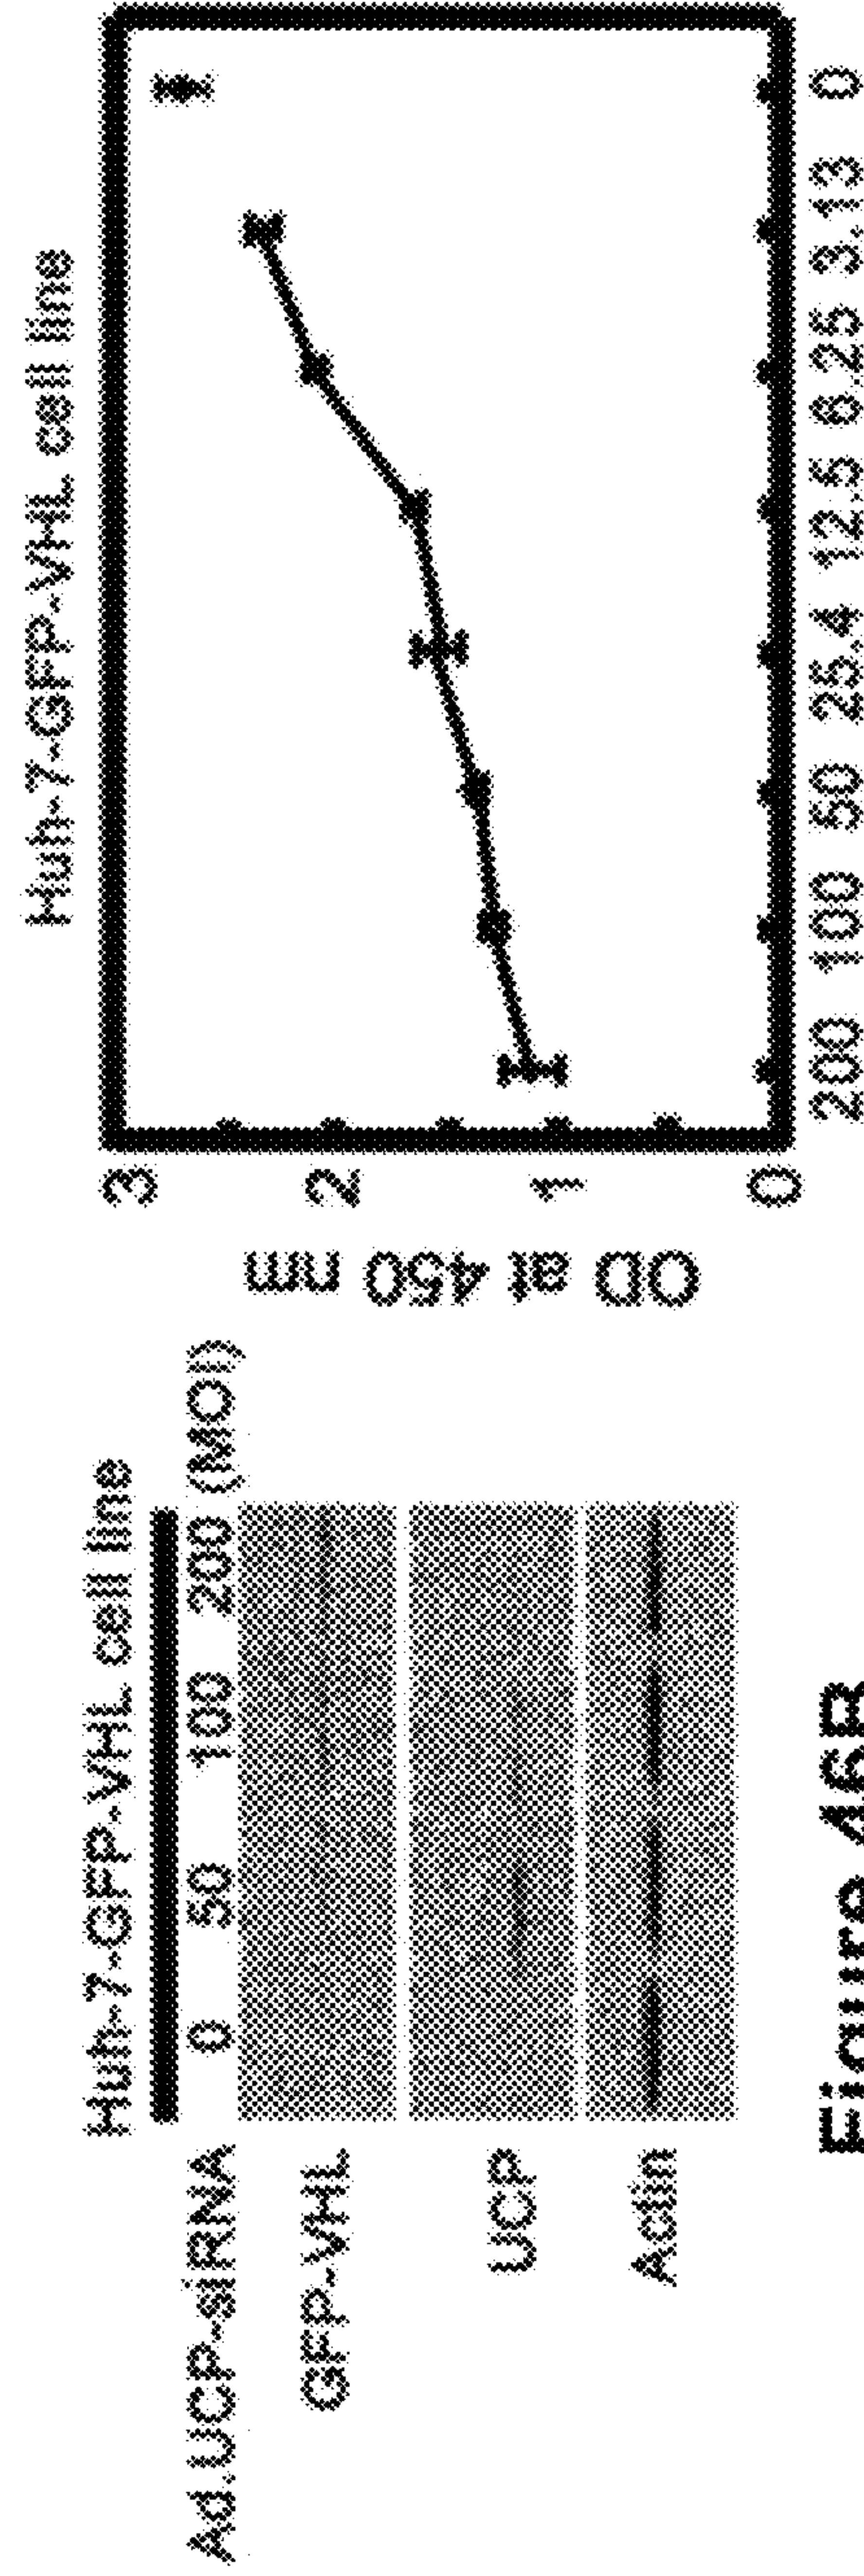 Huh-7-GFP-VHL cell line
Ad.UCP-siRNA 0 50 100 200 (MOI)
GFP-VHL
UCP
Actin
Huh-7-GFP-VHL cell line
OD at 450 nm
3
2
1
0
200 100 50 25.4 12.5 6.25 3.13 0
Figure 46B